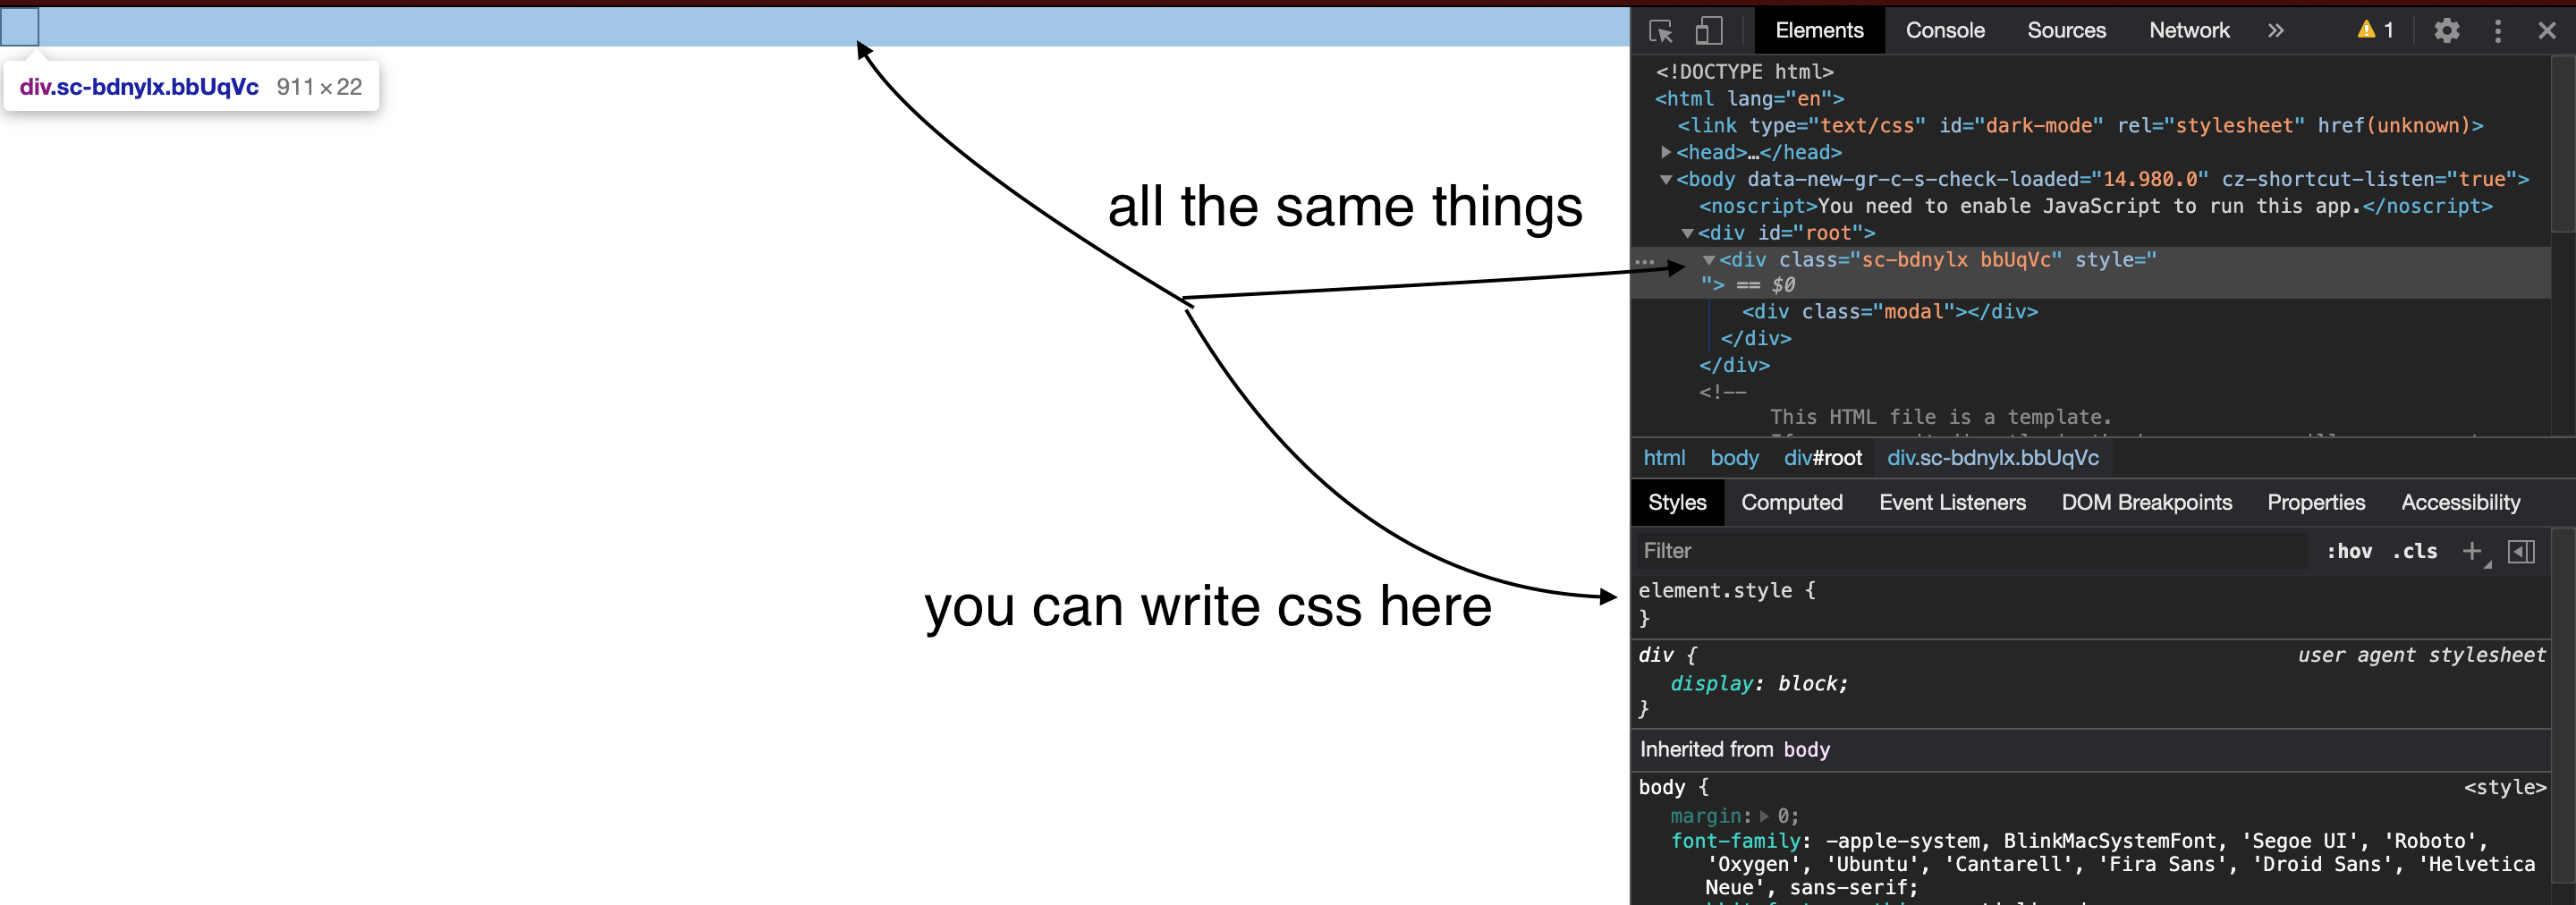 div.sc-bdnylx.bbUqVc 911 × 22
all the same things
you can write css here
Elements Console Sources Network » 1
<!DOCTYPE html>
<html lang="en">
<link type="text/css" id="dark-mode" rel="stylesheet" href(unknown)>
<head>…</head>
<body data-new-gr-c-s-check-loaded="14.980.0" cz-shortcut-listen="true">
<noscript>You need to enable JavaScript to run this app.</noscript>
<div id="root">
<div class="sc-bdnylx bbUqVc" style="
"> == $0
<div class="modal"></div>
</div>
</div>
<!--
This HTML file is a template.
html body div#root div.sc-bdnylx.bbUqVc
Styles Computed Event Listeners DOM Breakpoints Properties Accessibility
Filter :hov .cls +
element.style {
}
div { user agent stylesheet
display: block;
}
Inherited from body
body { <style>
margin: 0;
font-family: -apple-system, BlinkMacSystemFont, 'Segoe UI', 'Roboto',
'Oxygen', 'Ubuntu', 'Cantarell', 'Fira Sans', 'Droid Sans', 'Helvetica
Neue', sans-serif;